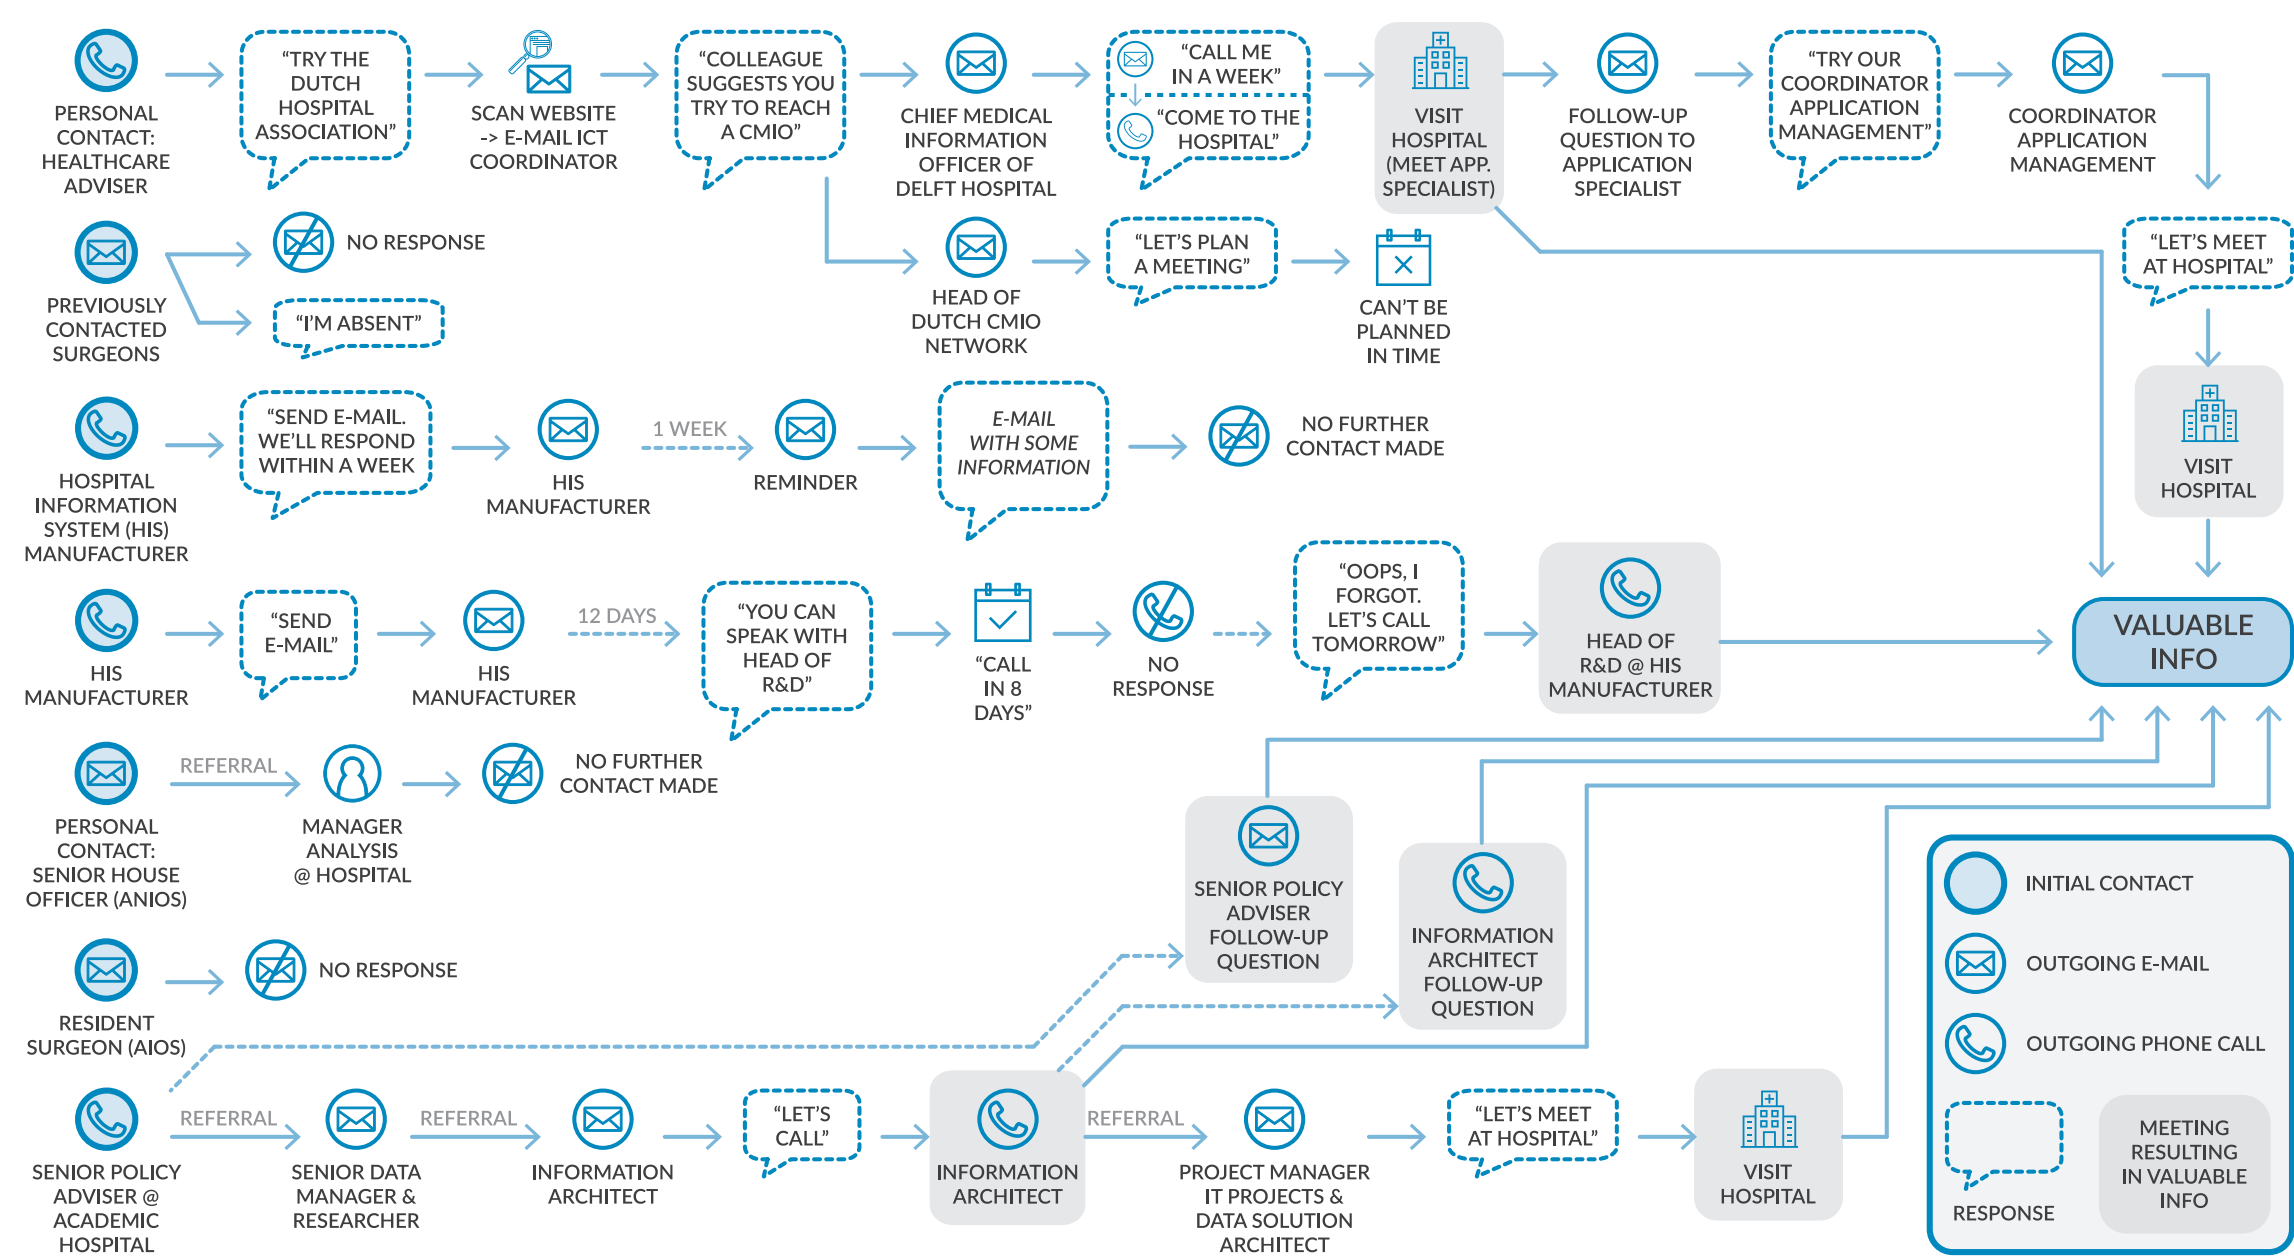 PERSONAL
CONTACT:
HEALTHCARE
ADVISER
“TRY THE
DUTCH
HOSPITAL
ASSOCIATION”
SCAN WEBSITE
-> E-MAIL ICT
COORDINATOR
“COLLEAGUE
SUGGESTS YOU
TRY TO REACH
A CMIO”
CHIEF MEDICAL
INFORMATION
OFFICER OF
DELFT HOSPITAL
“CALL ME
IN A WEEK”
“COME TO THE
HOSPITAL”
VISIT
HOSPITAL
(MEET APP.
SPECIALIST)
FOLLOW-UP
QUESTION TO
APPLICATION
SPECIALIST
“TRY OUR
COORDINATOR
APPLICATION
MANAGEMENT”
COORDINATOR
APPLICATION
MANAGEMENT
“LET’S MEET
AT HOSPITAL”
VISIT
HOSPITAL
PREVIOUSLY
CONTACTED
SURGEONS
NO RESPONSE
“I’M ABSENT”
HEAD OF
DUTCH CMIO
NETWORK
“LET’S PLAN
A MEETING”
CAN’T BE
PLANNED
IN TIME
HOSPITAL
INFORMATION
SYSTEM (HIS)
MANUFACTURER
“SEND E-MAIL.
WE’LL RESPOND
WITHIN A WEEK
HIS
MANUFACTURER
1 WEEK
REMINDER
E-MAIL
WITH SOME
INFORMATION
NO FURTHER
CONTACT MADE
HIS
MANUFACTURER
“SEND
E-MAIL”
HIS
MANUFACTURER
12 DAYS
“YOU CAN
SPEAK WITH
HEAD OF
R&D”
“CALL
IN 8
DAYS”
NO
RESPONSE
“OOPS, I
FORGOT.
LET’S CALL
TOMORROW”
HEAD OF
R&D @ HIS
MANUFACTURER
VALUABLE
INFO
PERSONAL
CONTACT:
SENIOR HOUSE
OFFICER (ANIOS)
REFERRAL
MANAGER
ANALYSIS
@ HOSPITAL
NO FURTHER
CONTACT MADE
SENIOR POLICY
ADVISER
FOLLOW-UP
QUESTION
INFORMATION
ARCHITECT
FOLLOW-UP
QUESTION
RESIDENT
SURGEON (AIOS)
NO RESPONSE
SENIOR POLICY
ADVISER @
ACADEMIC
HOSPITAL
REFERRAL
SENIOR DATA
MANAGER &
RESEARCHER
REFERRAL
INFORMATION
ARCHITECT
“LET’S
CALL”
INFORMATION
ARCHITECT
REFERRAL
PROJECT MANAGER
IT PROJECTS &
DATA SOLUTION
ARCHITECT
“LET’S MEET
AT HOSPITAL”
VISIT
HOSPITAL
INITIAL CONTACT
OUTGOING E-MAIL
OUTGOING PHONE CALL
RESPONSE
MEETING
RESULTING
IN VALUABLE
INFO